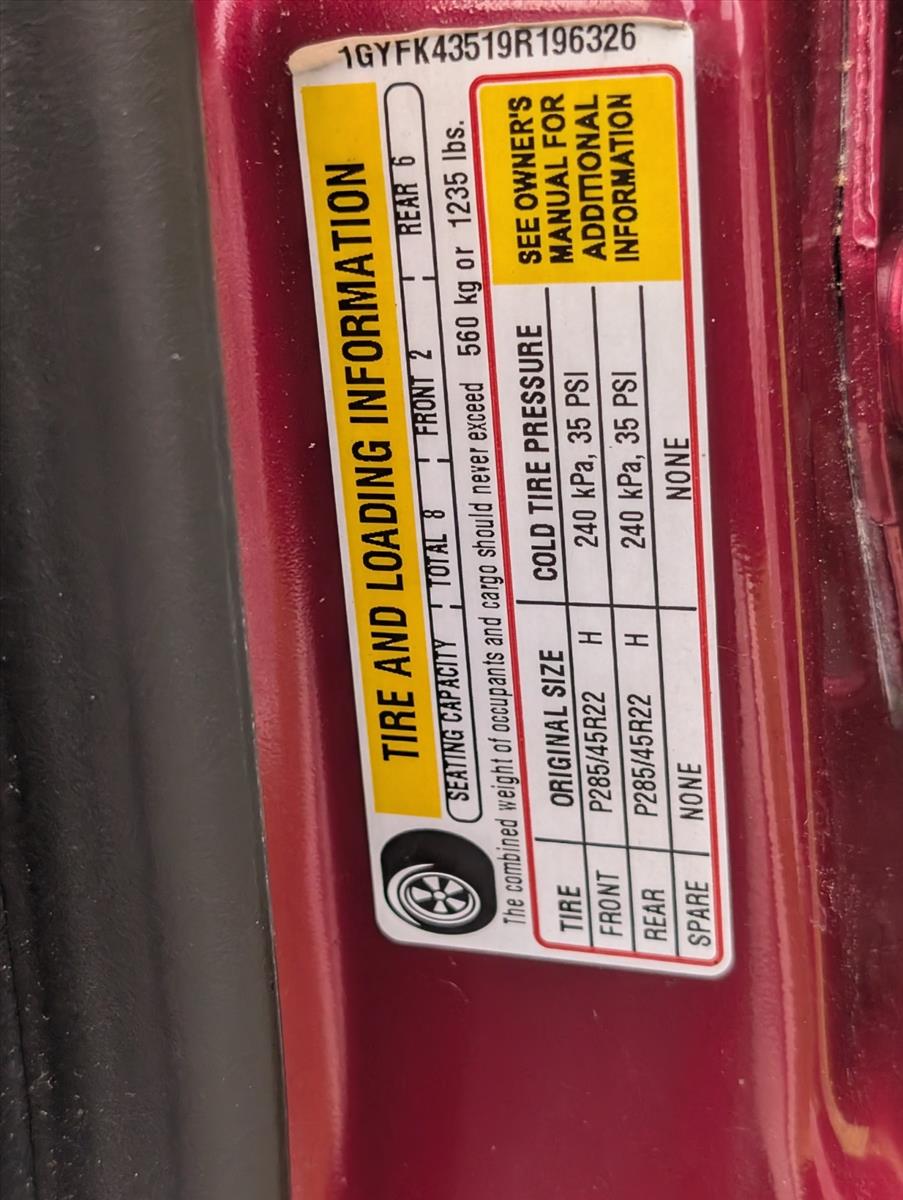 1GYFK43519R196326
TIRE AND LOADING INFORMATION
SEATING CAPACITY TOTAL 8 FRONT 2 REAR 6
The combined weight of occupants and cargo should never exceed 560 kg or 1235 lbs.
TIRE ORIGINAL SIZE COLD TIRE PRESSURE
FRONT P285/45R22 H 240 kPa, 35 PSI
REAR P285/45R22 H 240 kPa, 35 PSI
SPARE NONE NONE
SEE OWNER'S
MANUAL FOR
ADDITIONAL
INFORMATION